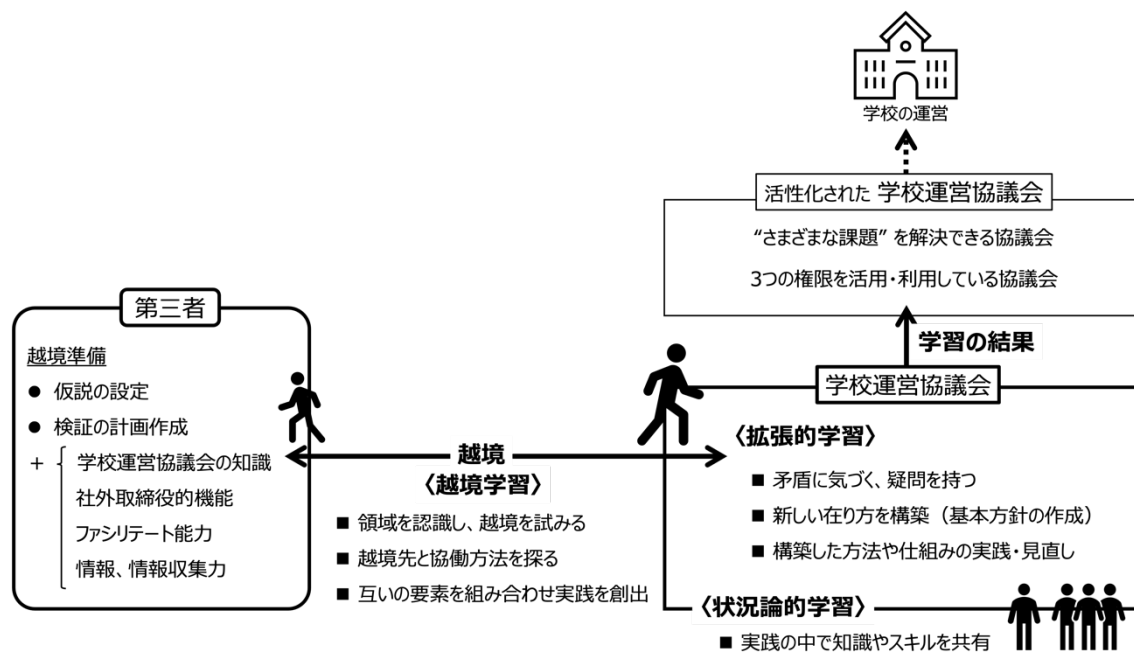 学校の運営
活性化された 学校運営協議会
“さまざまな課題” を解決できる協議会
3つの権限を活用・利用している協議会
学習の結果
学校運営協議会
第三者
越境準備
● 仮説の設定
● 検証の計画作成
+ 学校運営協議会の知識
社外取締役的機能
ファシリテート能力
情報、情報収集力
越境
〈越境学習〉
■ 領域を認識し、越境を試みる
■ 越境先と協働方法を探る
■ 互いの要素を組み合わせ実践を創出
〈拡張的学習〉
■ 矛盾に気づく、疑問を持つ
■ 新しい在り方を構築（基本方針の作成）
■ 構築した方法や仕組みの実践・見直し
〈状況論的学習〉
■ 実践の中で知識やスキルを共有